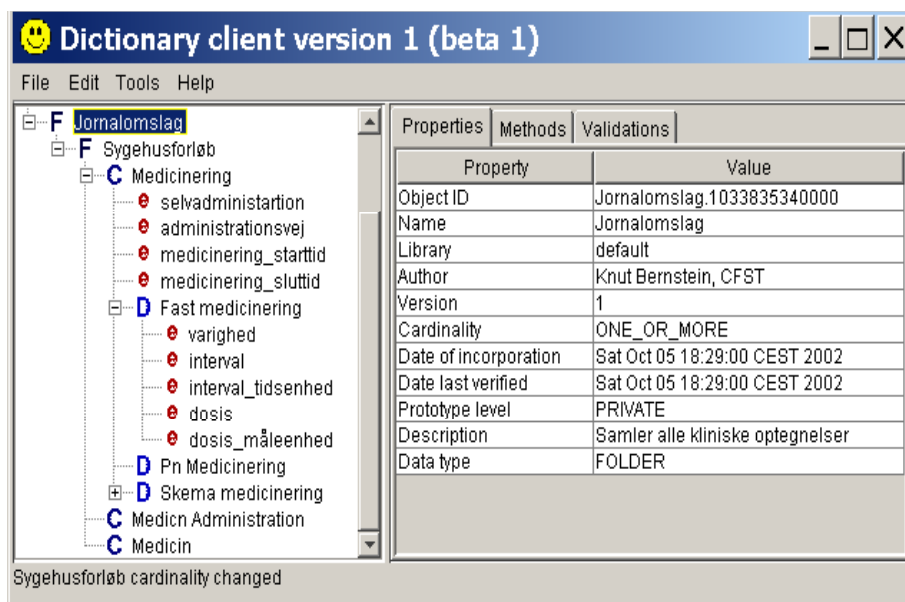 Dictionary client version 1 (beta 1)
File Edit Tools Help
F Jornalomslag
F Sygehusforløb
C Medicinering
e selvadministartion
e administrationsvej
e medicinering_starttid
e medicinering_sluttid
D Fast medicinering
e varighed
e interval
e interval_tidsenhed
e dosis
e dosis_måleenhed
D Pn Medicinering
D Skema medicinering
C Medicn Administration
C Medicin
Properties Methods Validations
Property Value
Object ID Jornalomslag.1033835340000
Name Jornalomslag
Library default
Author Knut Bernstein, CFST
Version 1
Cardinality ONE_OR_MORE
Date of incorporation Sat Oct 05 18:29:00 CEST 2002
Date last verified Sat Oct 05 18:29:00 CEST 2002
Prototype level PRIVATE
Description Samler alle kliniske optegnelser
Data type FOLDER
Sygehusforløb cardinality changed